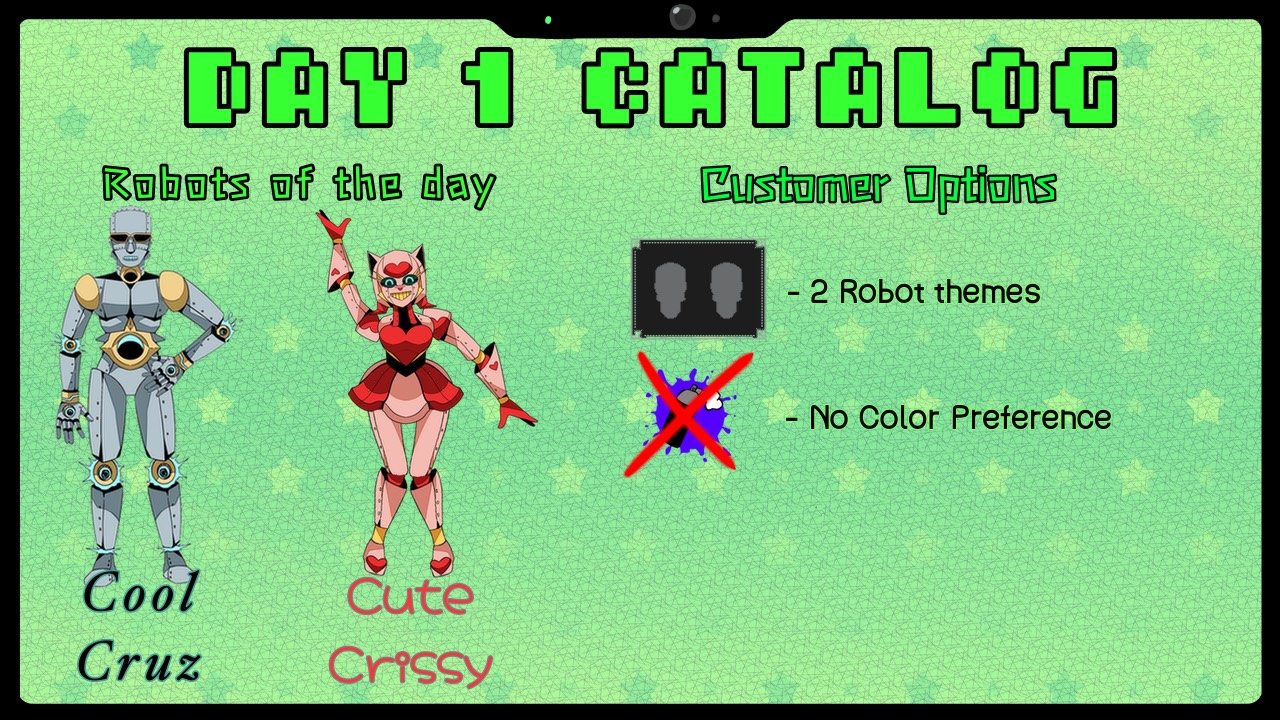 DAY 1 CATALOG
Robots of the day
Cool
Cruz
Cute
Crissy
Customer Options
- 2 Robot themes
- No Color Preference